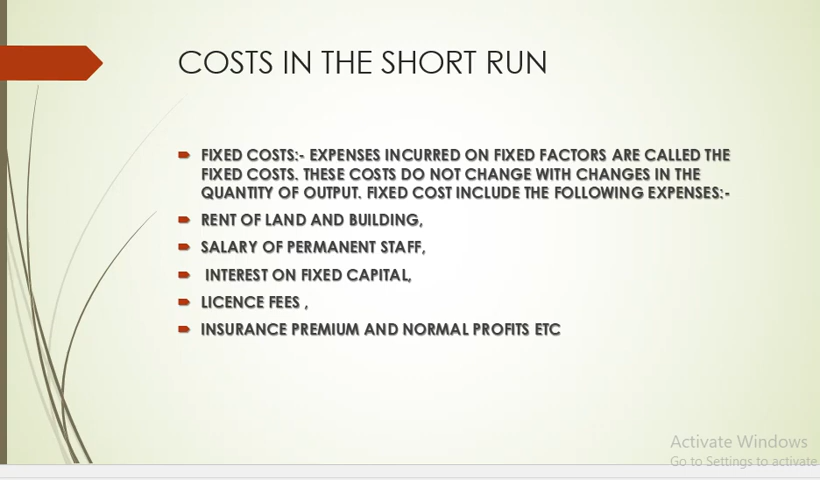 COSTS IN THE SHORT RUN
FIXED COSTS:- EXPENSES INCURRED ON FIXED FACTORS ARE CALLED THE
FIXED COSTS. THESE COSTS DO NOT CHANGE WITH CHANGES IN THE
QUANTITY OF OUTPUT. FIXED COST INCLUDE THE FOLLOWING EXPENSES:-
RENT OF LAND AND BUILDING,
SALARY OF PERMANENT STAFF,
INTEREST ON FIXED CAPITAL,
LICENCE FEES ,
INSURANCE PREMIUM AND NORMAL PROFITS ETC
Activate Windows
Go to Settings to activate